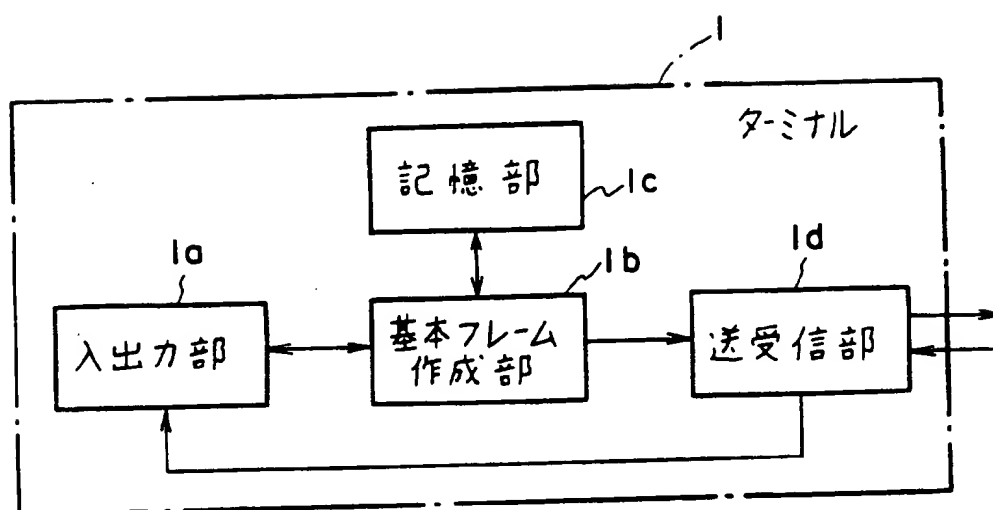 1
ターミナル
記憶部
1c
1a
1b
1d
入出力部
基本フレーム
作成部
送受信部